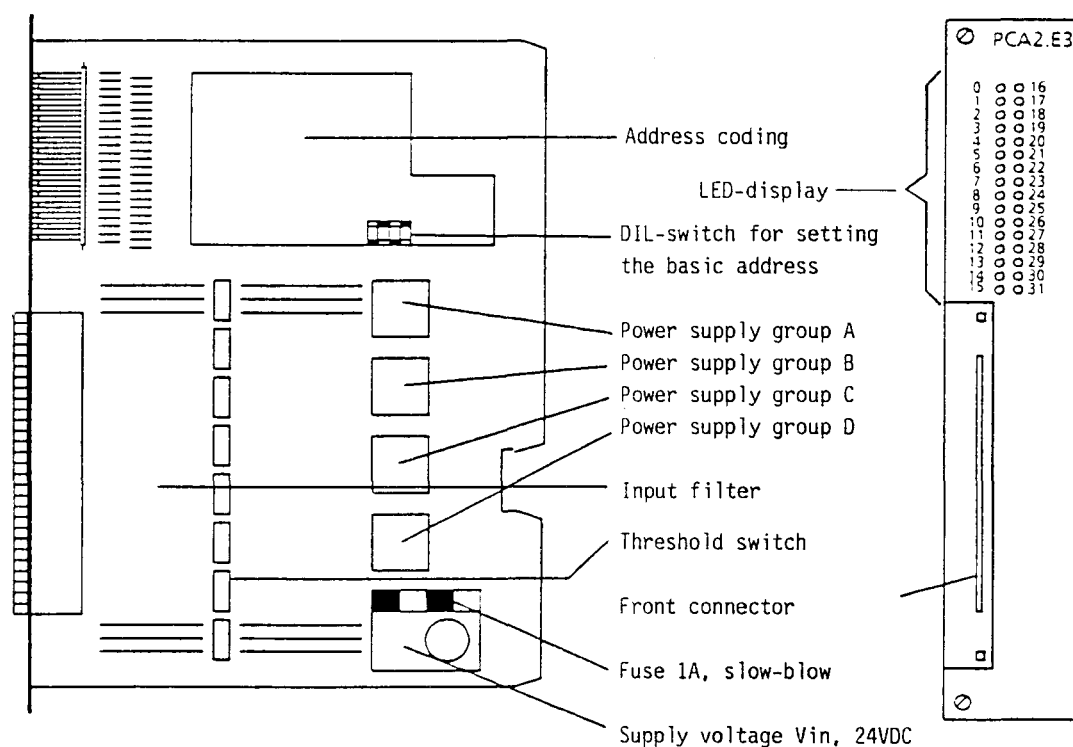 PCA2.E3
0 16
1 17
2 18
3 19
4 20
5 21
6 22
7 23
8 24
9 25
10 26
11 27
12 28
13 29
14 30
15 31
Address coding
LED-display
DIL-switch for setting
the basic address
Power supply group A
Power supply group B
Power supply group C
Power supply group D
Input filter
Threshold switch
Front connector
Fuse 1A, slow-blow
Supply voltage Vin, 24VDC